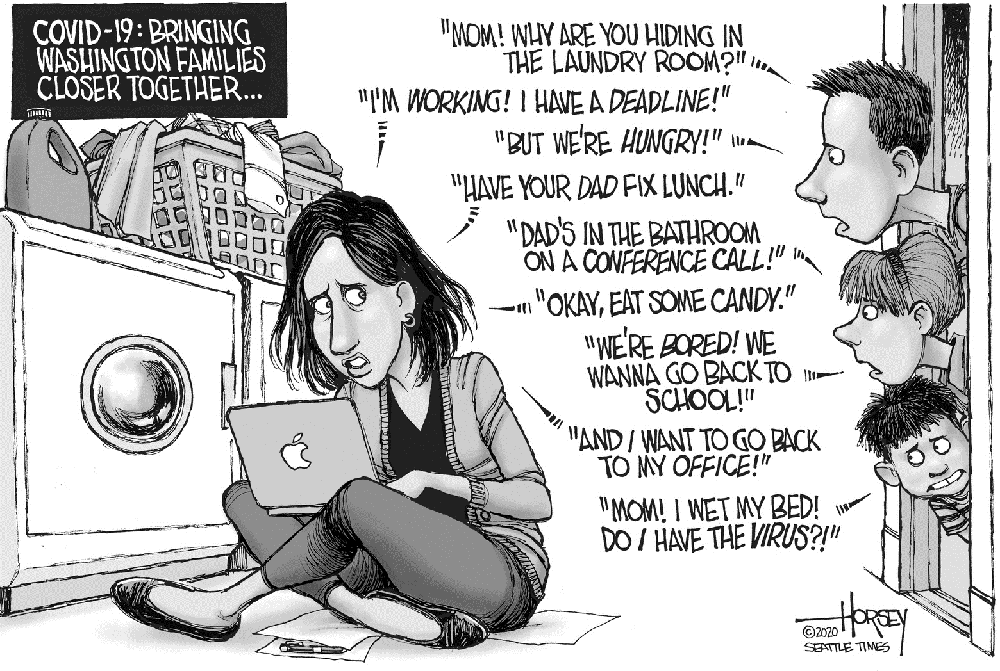 COVID-19: BRINGING
WASHINGTON FAMILIES
CLOSER TOGETHER...
"MOM! WHY ARE YOU HIDING IN
THE LAUNDRY ROOM?"
"I'M WORKING! I HAVE A DEADLINE!"
"BUT WE'RE HUNGRY!"
"HAVE YOUR DAD FIX LUNCH."
"DAD'S IN THE BATHROOM
ON A CONFERENCE CALL!"
"OKAY, EAT SOME CANDY."
"WE'RE BORED! WE
WANNA GO BACK TO
SCHOOL!"
"AND I WANT TO GO BACK
TO MY OFFICE!"
"MOM! I WET MY BED!
DO I HAVE THE VIRUS?!"
HORSEY
©2020
SEATTLE TIMES